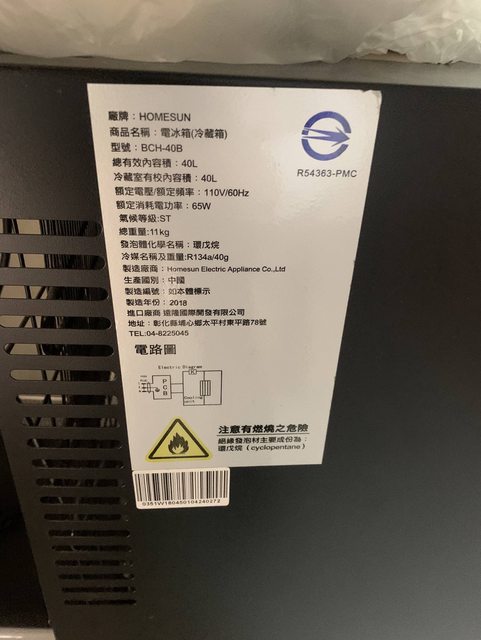 廠牌：HOMESUN
商品名稱：電冰箱(冷藏箱)
型號：BCH-40B
總有效內容積：40L
冷藏室有校內容積：40L
額定電壓/額定頻率：110V/60Hz
額定消耗電功率：65W
氣候等級:ST
總重量:11kg
發泡體化學名稱：環戊烷
冷媒名稱及重量:R134a/40g
製造廠商：Homesun Electric Appliance Co.,Ltd
生產國別：中國
製造編號：如本體標示
製造年份：2018
進口廠商：遠隆國際開發有限公司
地址：彰化縣埔心鄉太平村東平路78號
TEL:04-8225045
R54363-PMC
電路圖
Electric Diagram
PCB
Cooling unit
注意有燃燒之危險
絕緣發泡材主要成份為：
環戊烷（cyclopentane）
0351W180450104240272